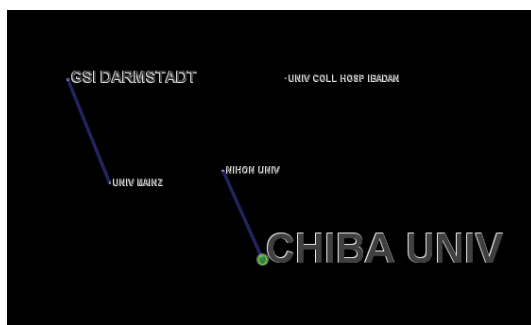 GSI DARMSTADT
UNIV COLL HOSP IBADAN
UNIV MAINZ
NIHON UNIV
CHIBA UNIV